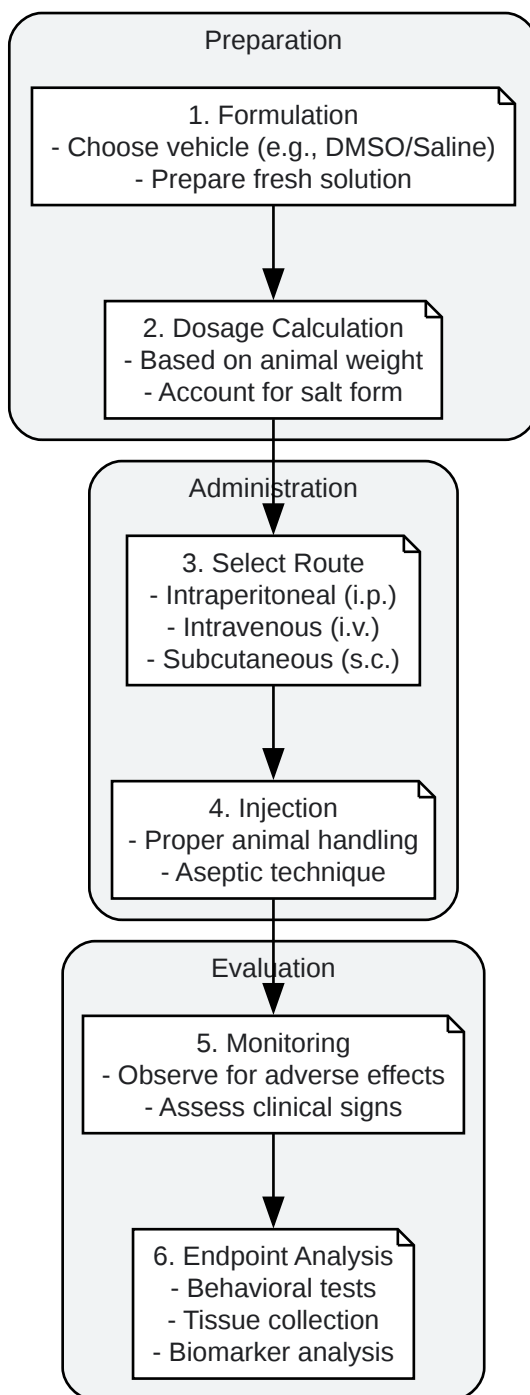 Preparation
1. Formulation
- Choose vehicle (e.g., DMSO/Saline)
- Prepare fresh solution
2. Dosage Calculation
- Based on animal weight
- Account for salt form
Administration
3. Select Route
- Intraperitoneal (i.p.)
- Intravenous (i.v.)
- Subcutaneous (s.c.)
4. Injection
- Proper animal handling
- Aseptic technique
Evaluation
5. Monitoring
- Observe for adverse effects
- Assess clinical signs
6. Endpoint Analysis
- Behavioral tests
- Tissue collection
- Biomarker analysis